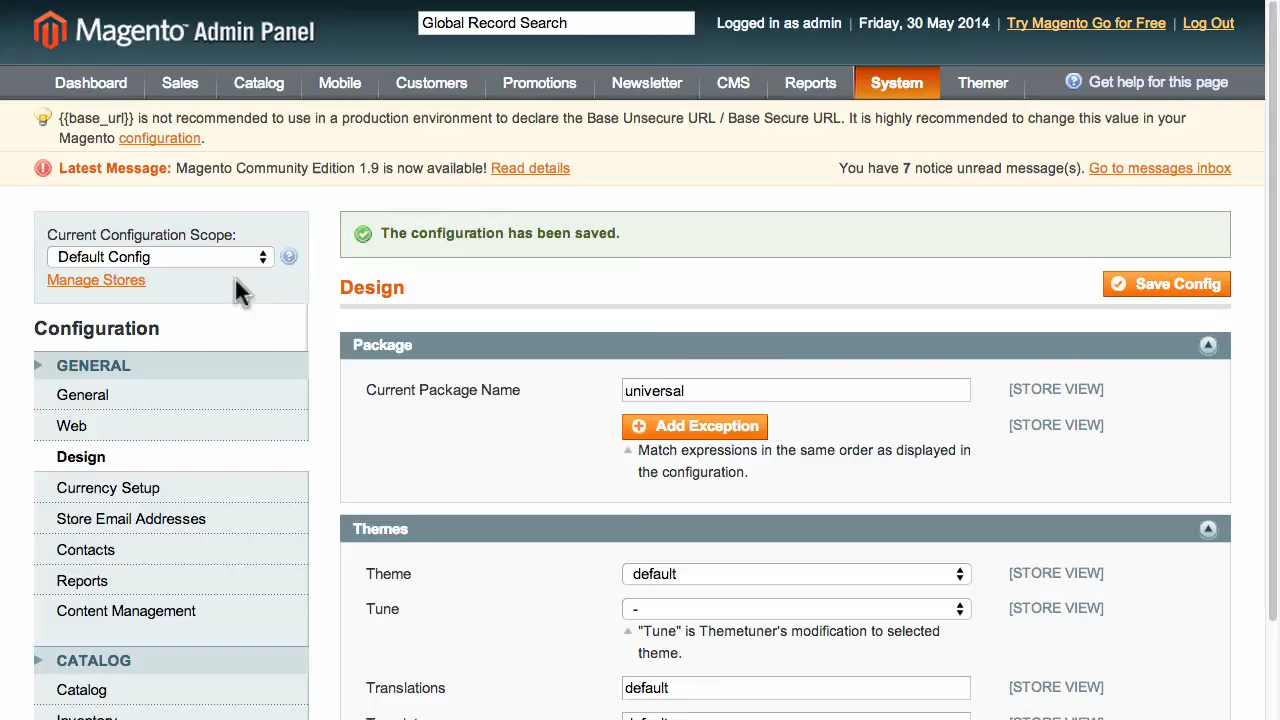 Magento Admin Panel
Global Record Search
Logged in as admin | Friday, 30 May 2014 | Try Magento Go for Free | Log Out
Dashboard Sales Catalog Mobile Customers Promotions Newsletter CMS Reports System Themer Get help for this page
{{base_url}} is not recommended to use in a production environment to declare the Base Unsecure URL / Base Secure URL. It is highly recommended to change this value in your
Magento configuration.
Latest Message: Magento Community Edition 1.9 is now available! Read details
You have 7 notice unread message(s). Go to messages inbox
Current Configuration Scope:
Default Config
Manage Stores
Configuration
GENERAL
General
Web
Design
Currency Setup
Store Email Addresses
Contacts
Reports
Content Management
CATALOG
Catalog
Inventory
The configuration has been saved.
Design
Save Config
Package
Current Package Name universal [STORE VIEW]
Add Exception [STORE VIEW]
Match expressions in the same order as displayed in
the configuration.
Themes
Theme default [STORE VIEW]
Tune - [STORE VIEW]
"Tune" is Themetuner's modification to selected
theme.
Translations default [STORE VIEW]